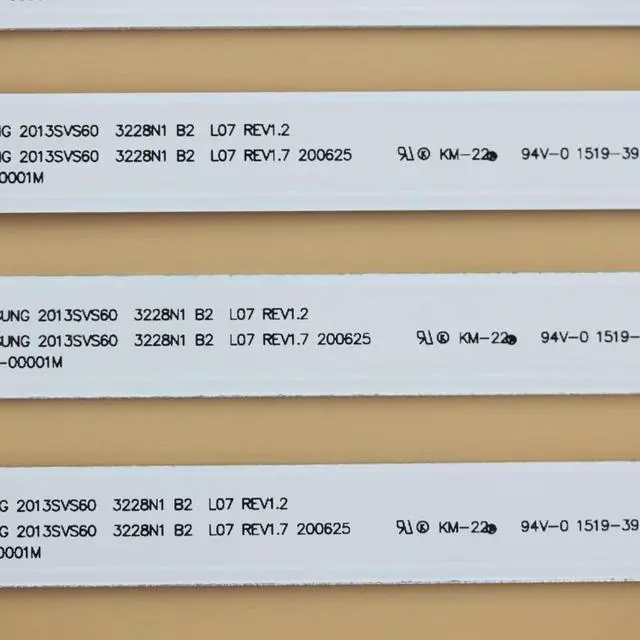 NG 2013SVS60 3228N1 B2 L07 REV1.2
NG 2013SVS60 3228N1 B2 L07 REV1.7 200625 KM-22 94V-0 1519-39
0001M
SUNG 2013SVS60 3228N1 B2 L07 REV1.2
SUNG 2013SVS60 3228N1 B2 L07 REV1.7 200625 KM-22 94V-0 1519-
-00001M
G 2013SVS60 3228N1 B2 L07 REV1.2
G 2013SVS60 3228N1 B2 L07 REV1.7 200625 KM-22 94V-0 1519-39
0001M